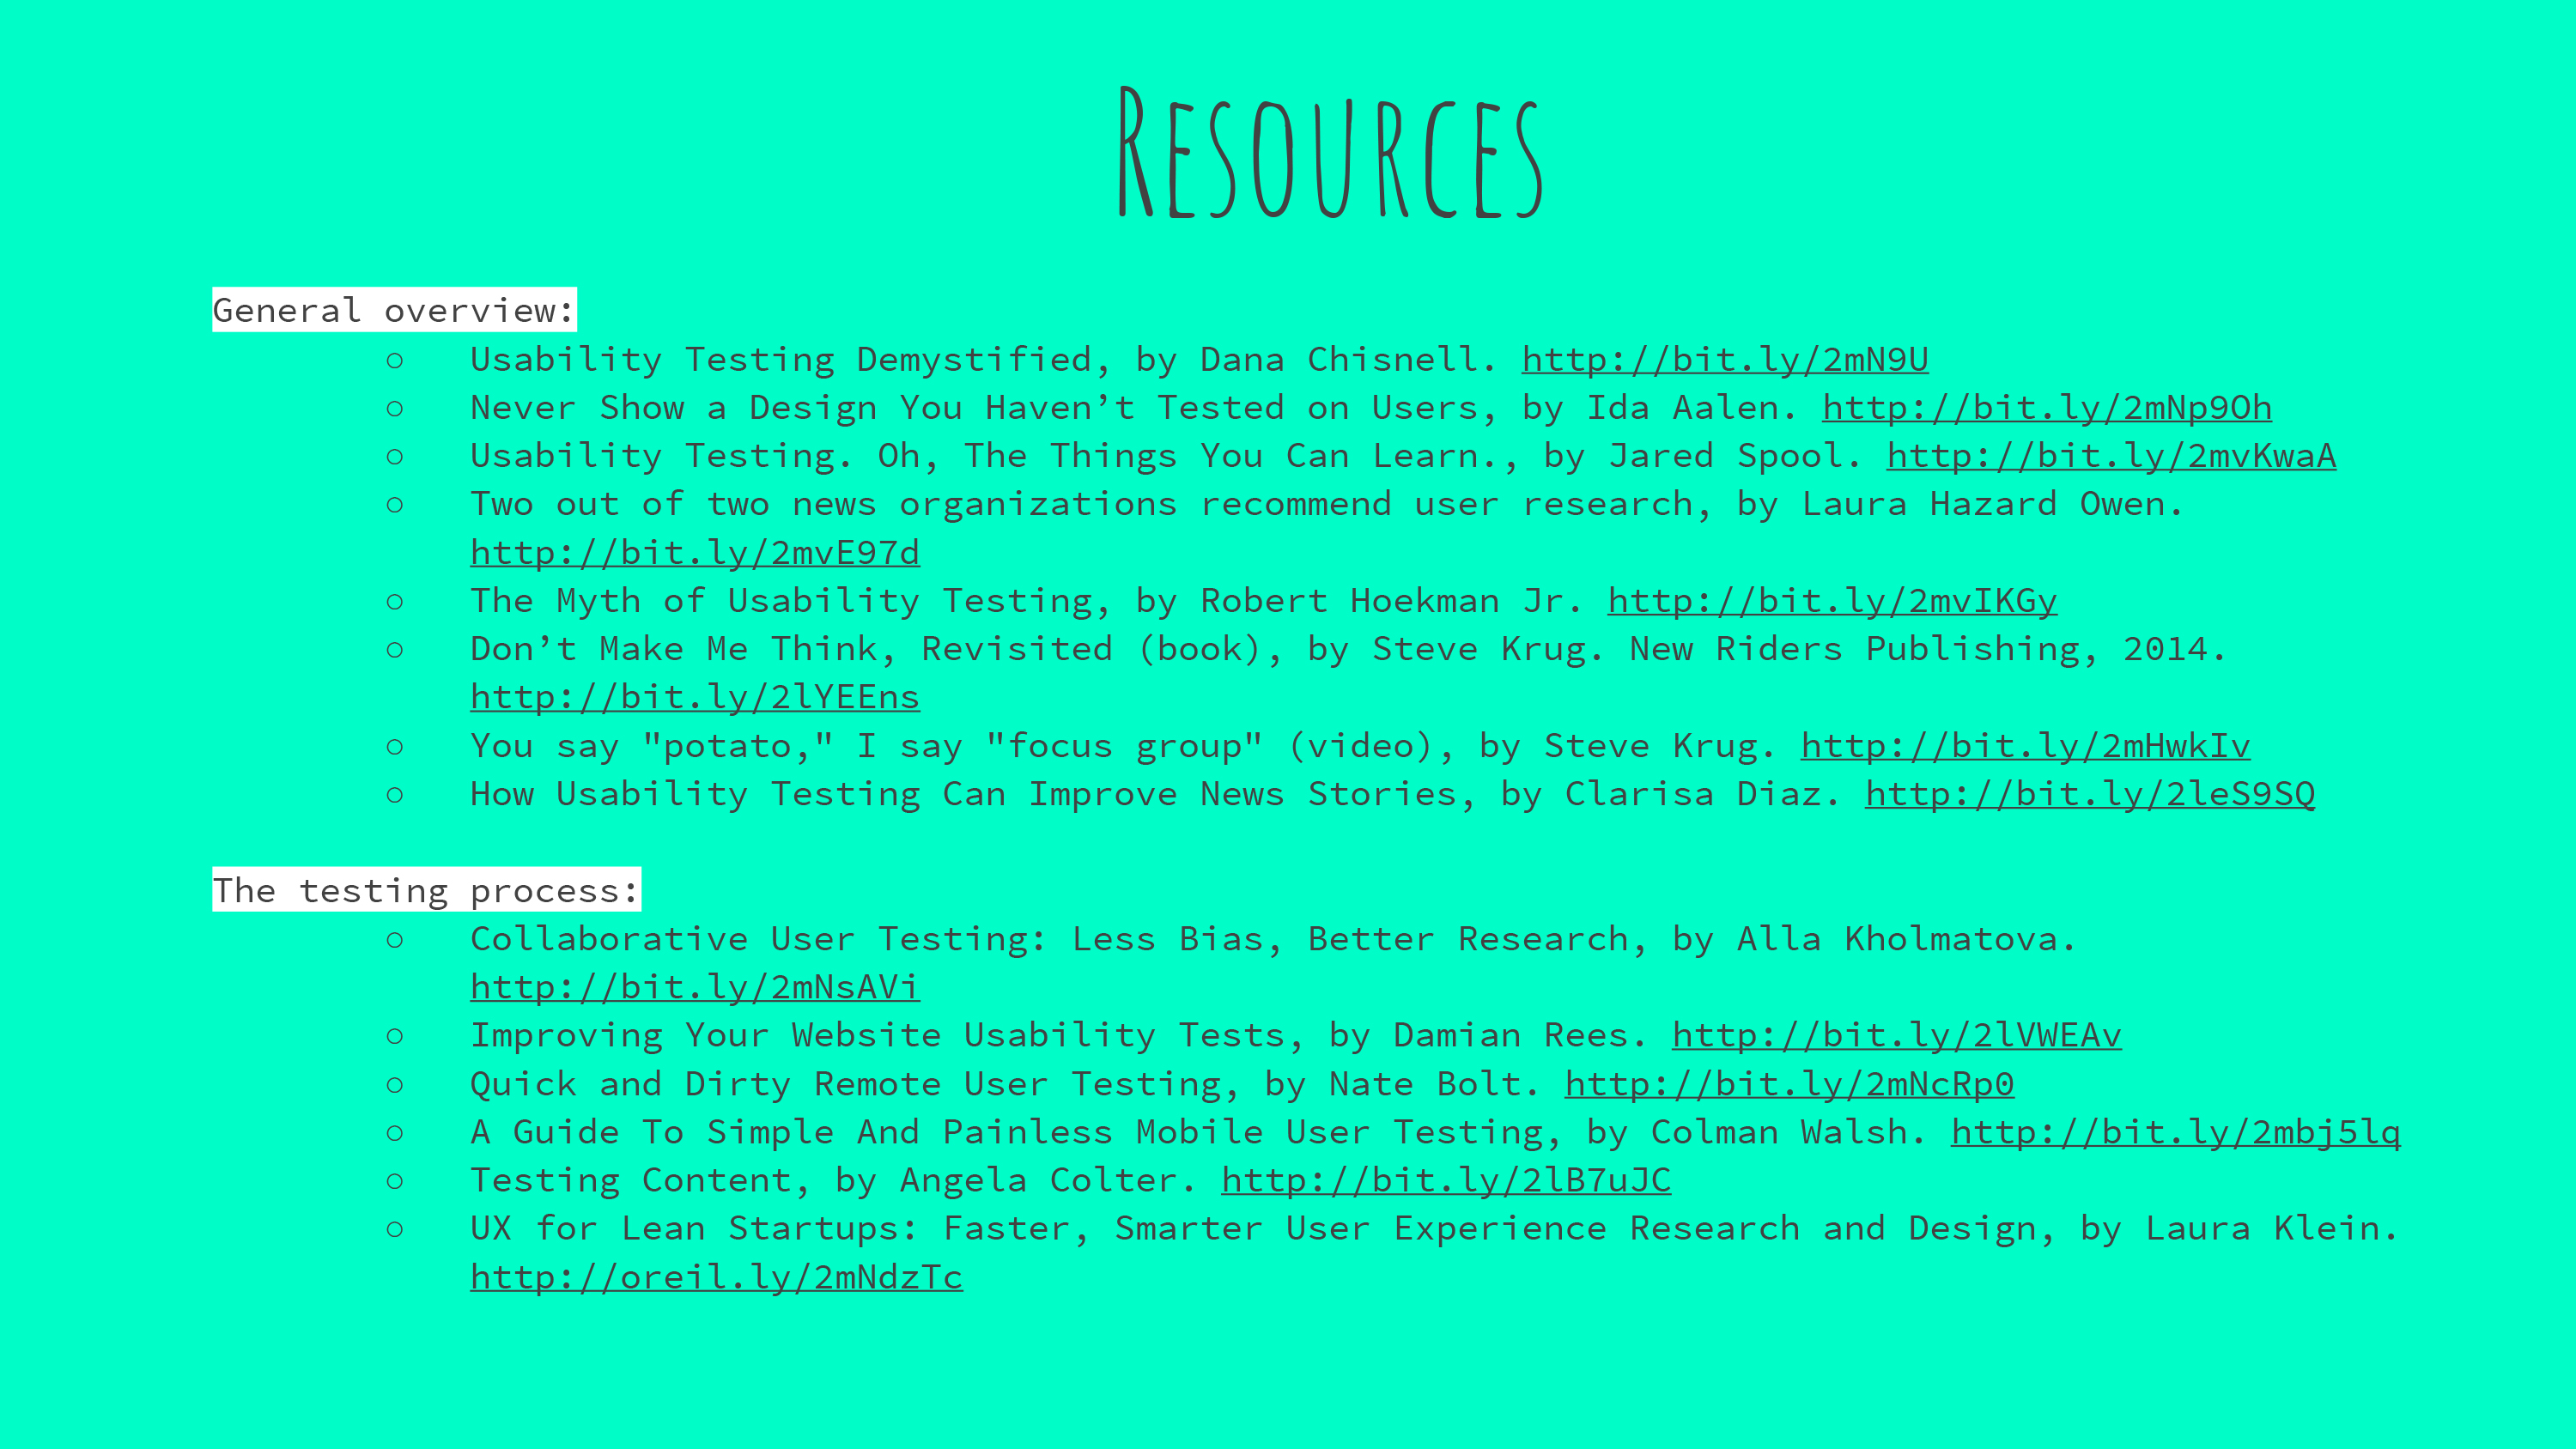 Resources
General overview:
○ Usability Testing Demystified, by Dana Chisnell. http://bit.ly/2mN9U
○ Never Show a Design You Haven’t Tested on Users, by Ida Aalen. http://bit.ly/2mNp9Oh
○ Usability Testing. Oh, The Things You Can Learn., by Jared Spool. http://bit.ly/2mvKwaA
○ Two out of two news organizations recommend user research, by Laura Hazard Owen.
http://bit.ly/2mvE97d
○ The Myth of Usability Testing, by Robert Hoekman Jr. http://bit.ly/2mvIKGy
○ Don’t Make Me Think, Revisited (book), by Steve Krug. New Riders Publishing, 2014.
http://bit.ly/2lYEEns
○ You say "potato," I say "focus group" (video), by Steve Krug. http://bit.ly/2mHwkIv
○ How Usability Testing Can Improve News Stories, by Clarisa Diaz. http://bit.ly/2leS9SQ
The testing process:
○ Collaborative User Testing: Less Bias, Better Research, by Alla Kholmatova.
http://bit.ly/2mNsAVi
○ Improving Your Website Usability Tests, by Damian Rees. http://bit.ly/2lVWEAv
○ Quick and Dirty Remote User Testing, by Nate Bolt. http://bit.ly/2mNcRp0
○ A Guide To Simple And Painless Mobile User Testing, by Colman Walsh. http://bit.ly/2mbj5lq
○ Testing Content, by Angela Colter. http://bit.ly/2lB7uJC
○ UX for Lean Startups: Faster, Smarter User Experience Research and Design, by Laura Klein.
http://oreil.ly/2mNdzTc